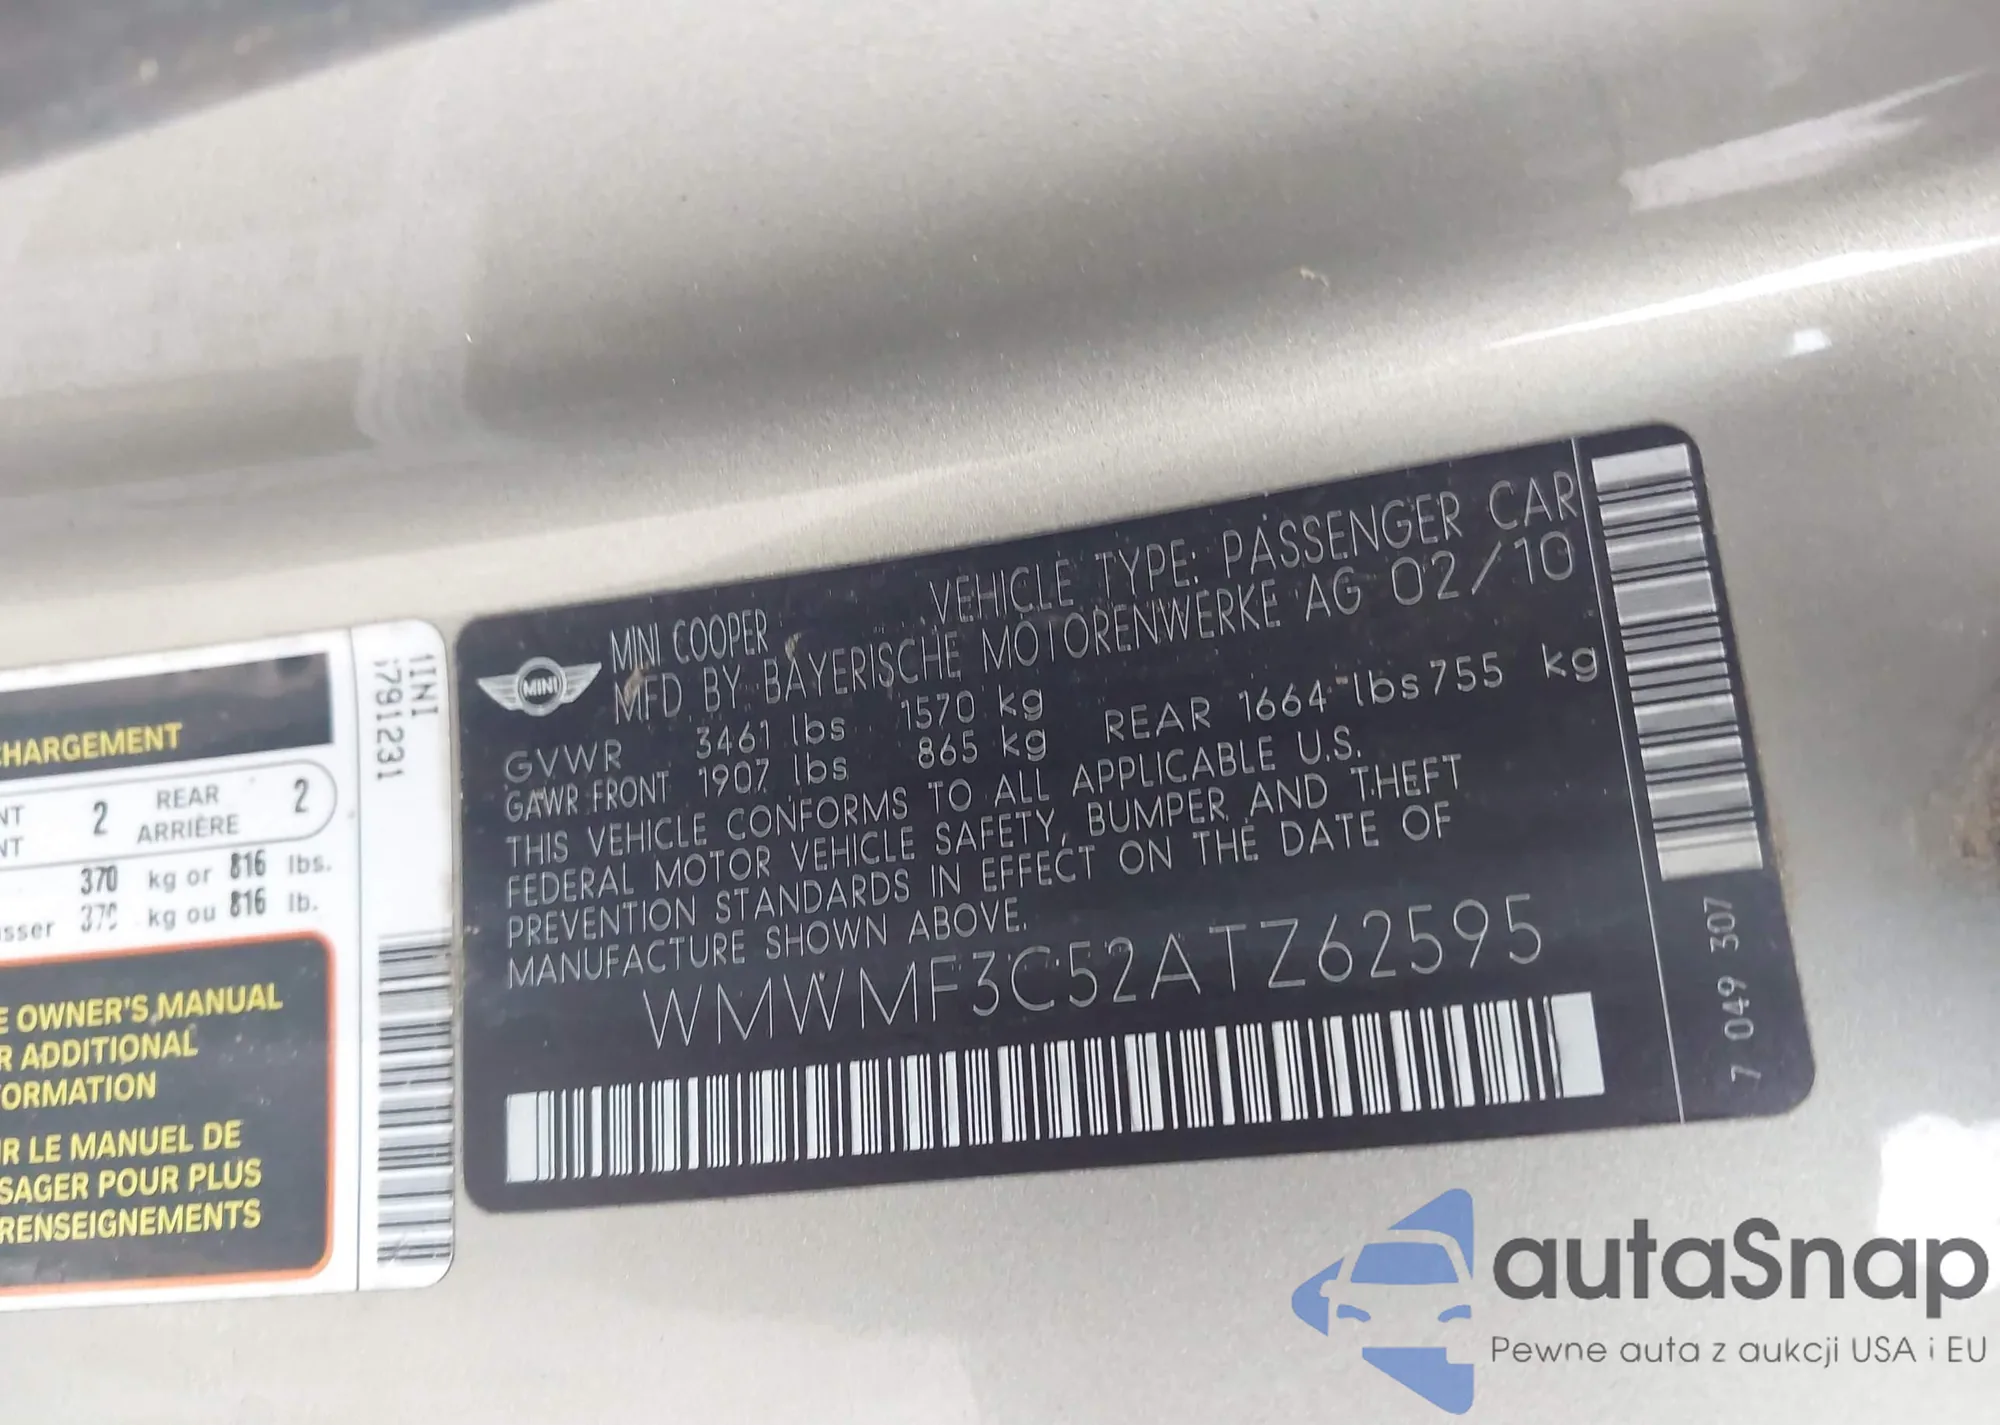 CHARGEMENT
2 REAR 2
ARRIÈRE
370 kg or 816 lbs.
370 kg ou 816 lb.
OWNER'S MANUAL
ADDITIONAL
LE MANUEL DE
POUR PLUS
RENSEIGNEMENTS
MINI
MINI COOPER VEHICLE TYPE: PASSENGER CAR
MFD BY BAYERISCHE MOTORENWERKE AG 02/10
GVWR 3461 lbs 1570 kg
GAWR FRONT 1907 lbs 865 kg REAR 1664 lbs 755 kg
THIS VEHICLE CONFORMS TO ALL APPLICABLE U.S.
FEDERAL MOTOR VEHICLE SAFETY, BUMPER AND THEFT
PREVENTION STANDARDS IN EFFECT ON THE DATE OF
MANUFACTURE SHOWN ABOVE.
WMWMF3C52ATZ62595
7 049 307
autaSnap
Pewne auta z aukcji USA i EU